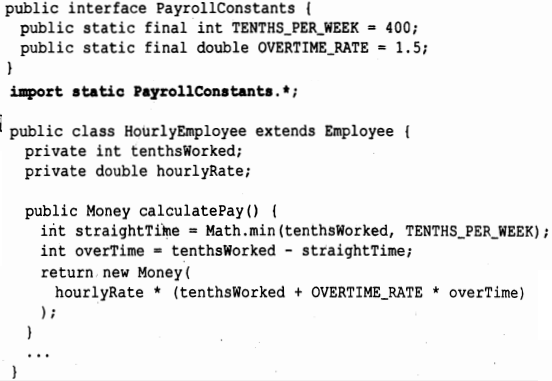 public interface PayrollConstants {
public static final int TENTHS_PER_WEEK = 400;
public static final double OVERTIME_RATE = 1.5;
}
import static PayrollConstants.*;
public class HourlyEmployee extends Employee {
private int tenthsWorked;
private double hourlyRate;
public Money calculatePay() {
int straightTime = Math.min(tenthsWorked, TENTHS_PER_WEEK);
int overTime = tenthsWorked - straightTime;
return new Money(
hourlyRate * (tenthsWorked + OVERTIME_RATE * overTime)
);
}
...
}